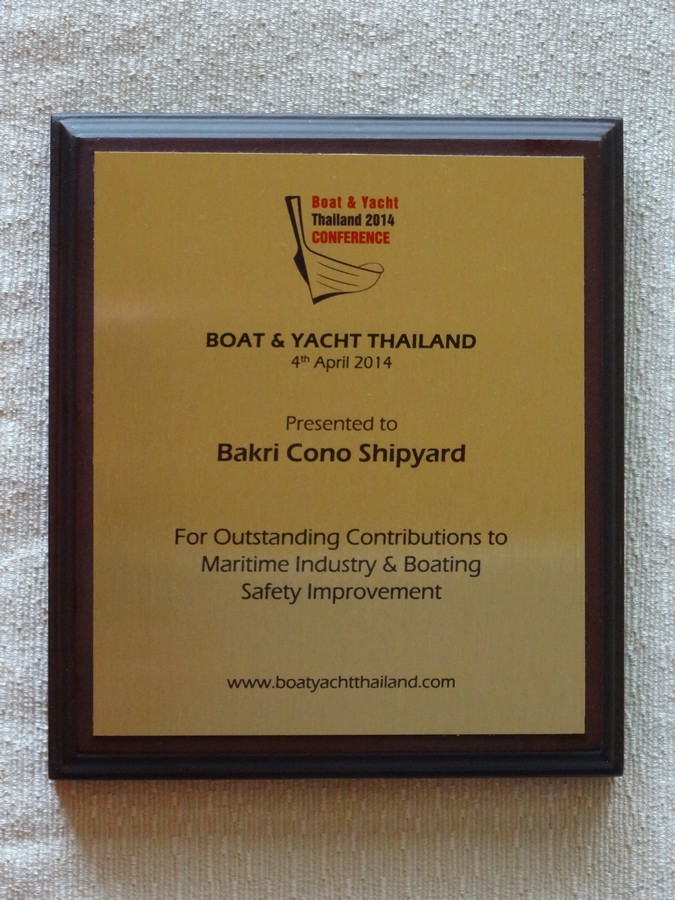 Boat & Yacht
Thailand 2014
CONFERENCE
BOAT & YACHT THAILAND
4th April 2014
Presented to
Bakri Cono Shipyard
For Outstanding Contributions to
Maritime Industry & Boating
Safety Improvement
www.boatyachtthailand.com